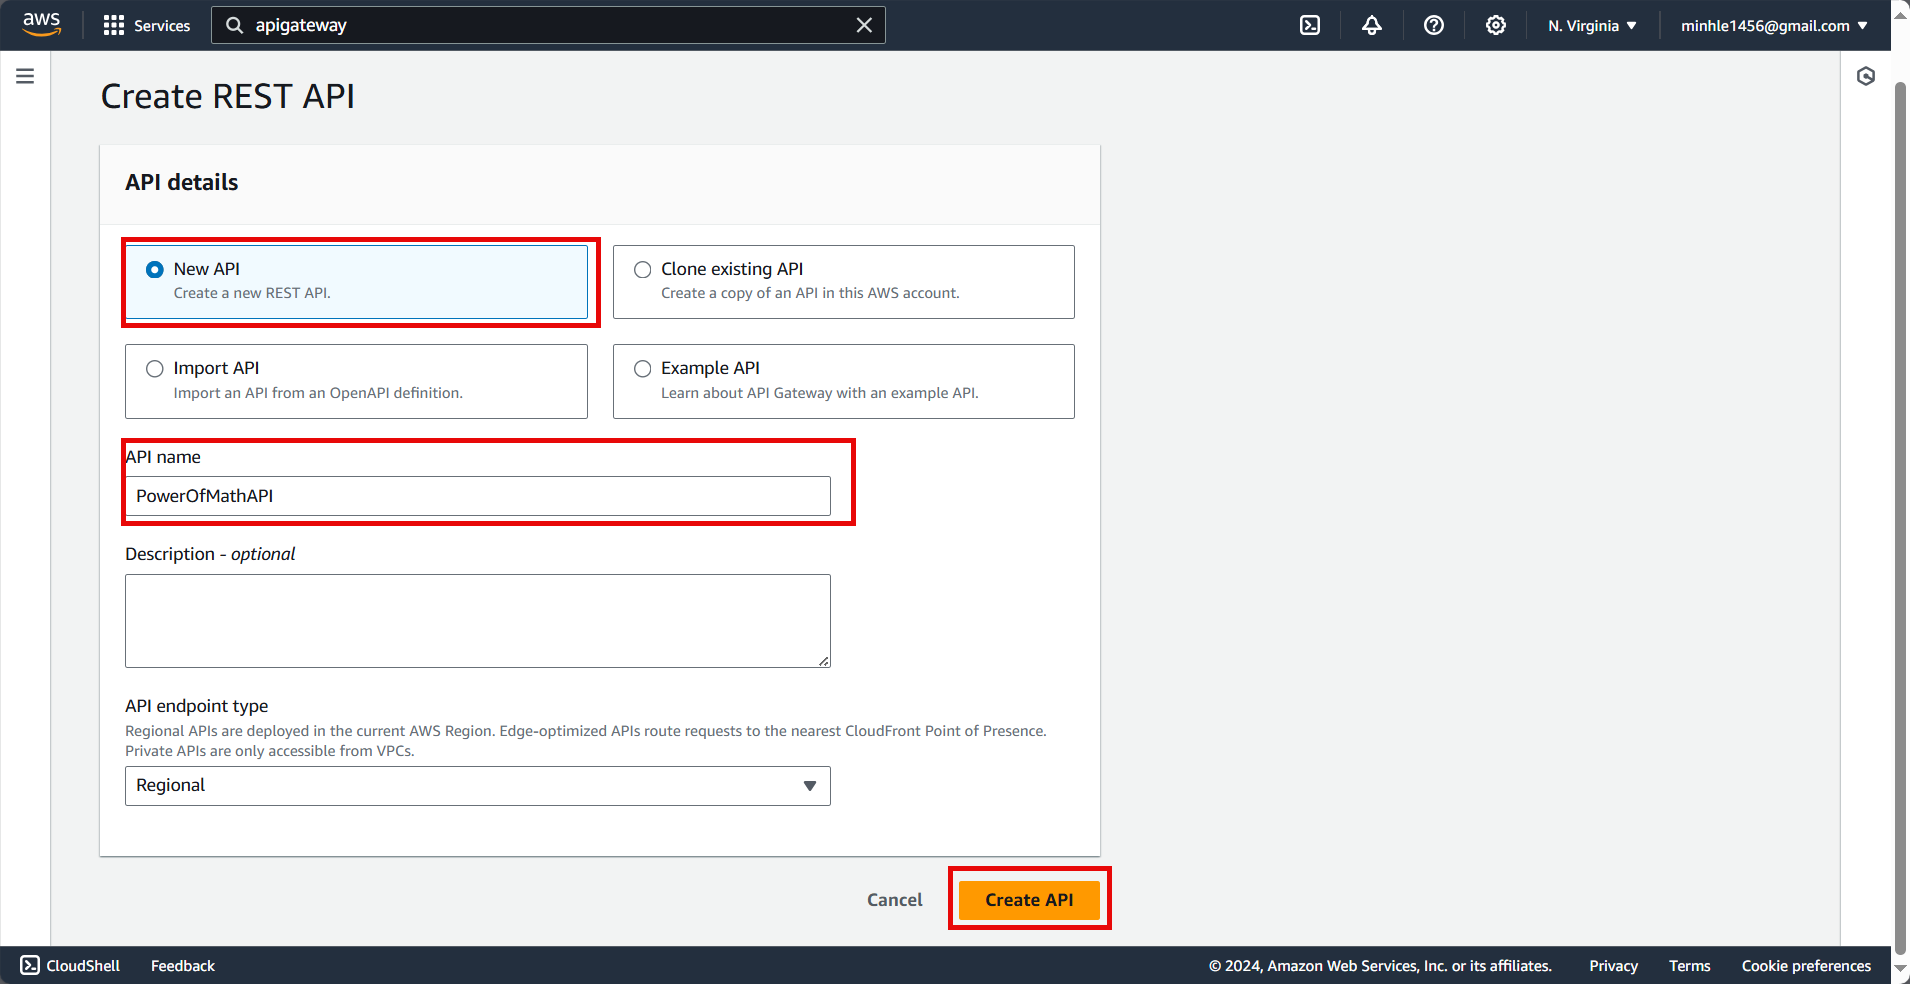 aws
Services
apigateway
N. Virginia
minhle1456@gmail.com
Create REST API
API details
New API
Create a new REST API.
Clone existing API
Create a copy of an API in this AWS account.
Import API
Import an API from an OpenAPI definition.
Example API
Learn about API Gateway with an example API.
API name
PowerOfMathAPI
Description - optional
API endpoint type
Regional APIs are deployed in the current AWS Region. Edge-optimized APIs route requests to the nearest CloudFront Point of Presence.
Private APIs are only accessible from VPCs.
Regional
Cancel
Create API
CloudShell
Feedback
© 2024, Amazon Web Services, Inc. or its affiliates.
Privacy
Terms
Cookie preferences